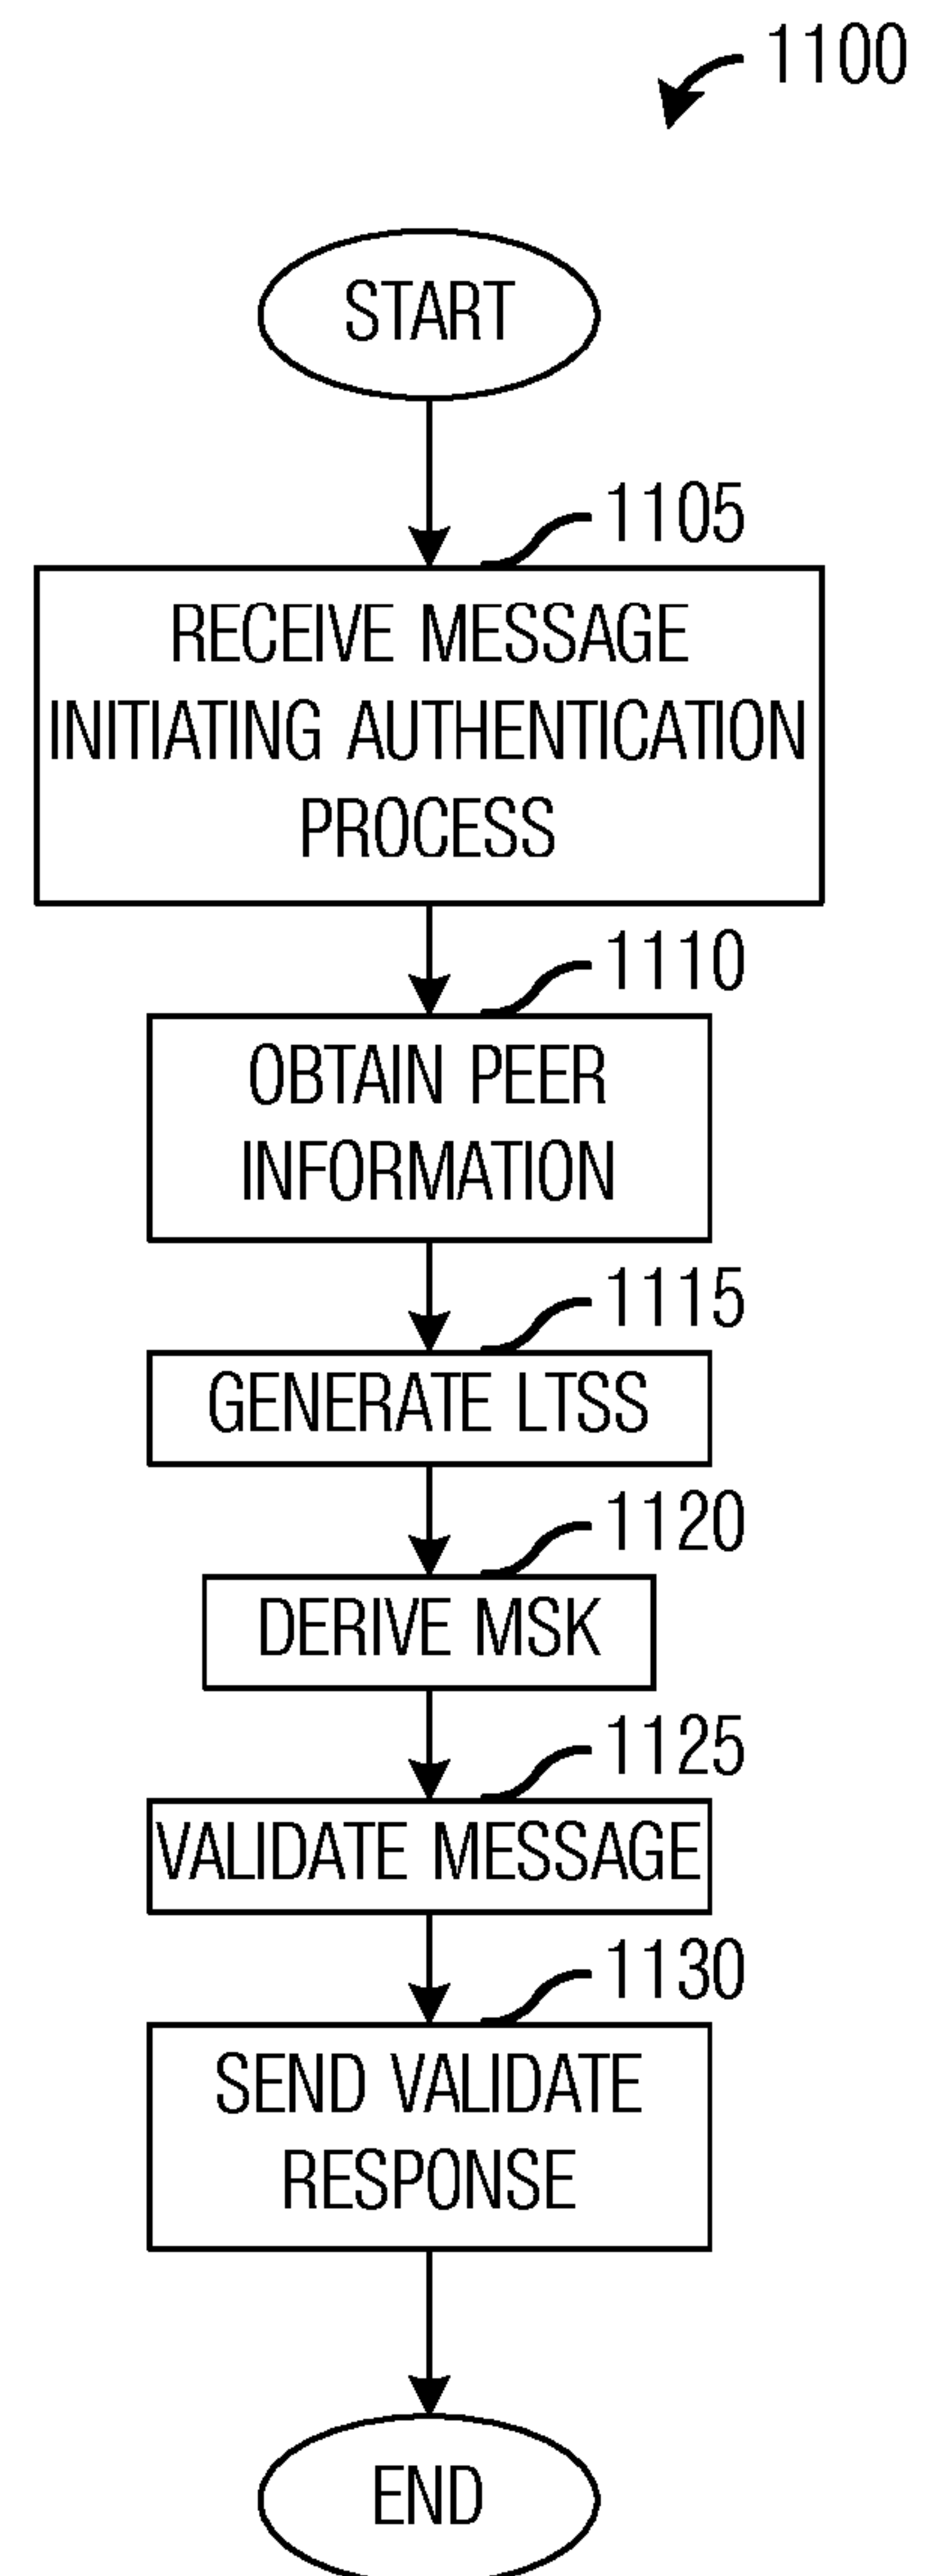 1100
START
1105
RECEIVE MESSAGE
INITIATING AUTHENTICATION
PROCESS
1110
OBTAIN PEER
INFORMATION
1115
GENERATE LTSS
1120
DERIVE MSK
1125
VALIDATE MESSAGE
1130
SEND VALIDATE
RESPONSE
END